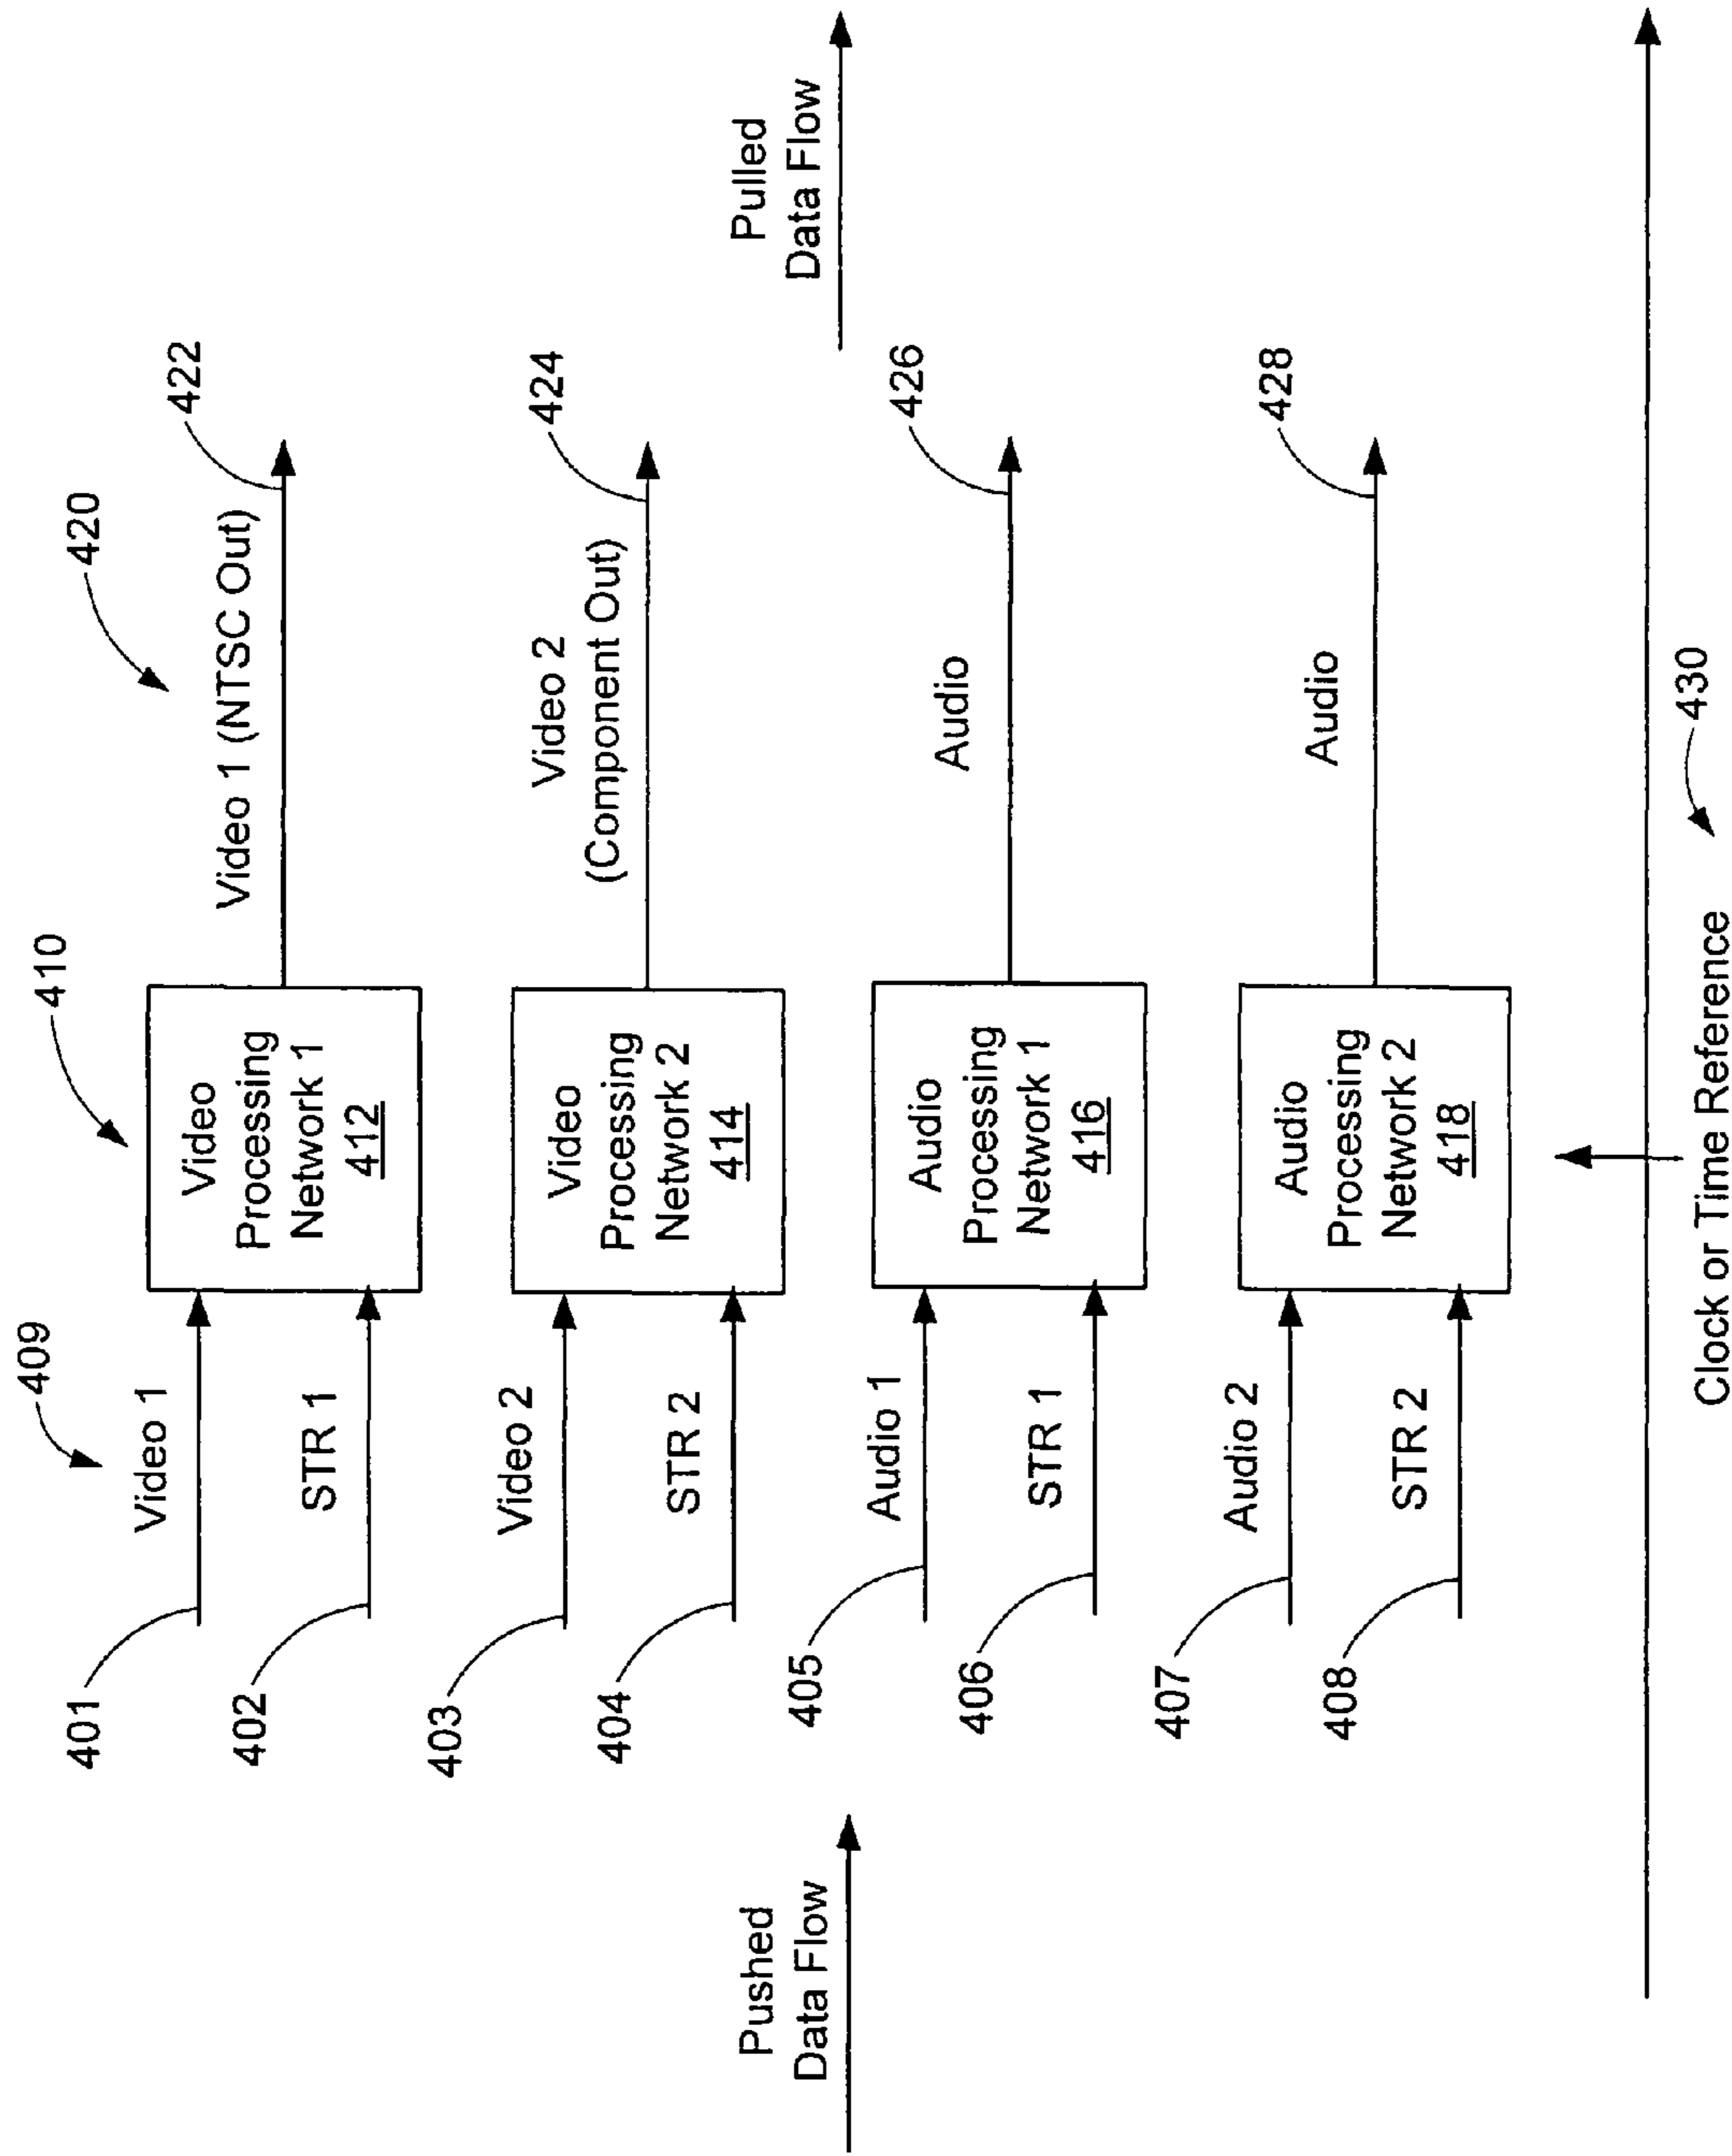 409
410
420
401
Video 1
Video
Processing
Network 1
412
Video 1 (NTSC Out)
422
402
STR 1
403
Video 2
Video
Processing
Network 2
414
Video 2
(Component Out)
424
404
STR 2
Pushed
Data Flow
Pulled
Data Flow
405
Audio 1
Audio
Processing
Network 1
416
Audio
426
406
STR 1
407
Audio 2
Audio
Processing
Network 2
418
Audio
428
408
STR 2
Clock or Time Reference
430